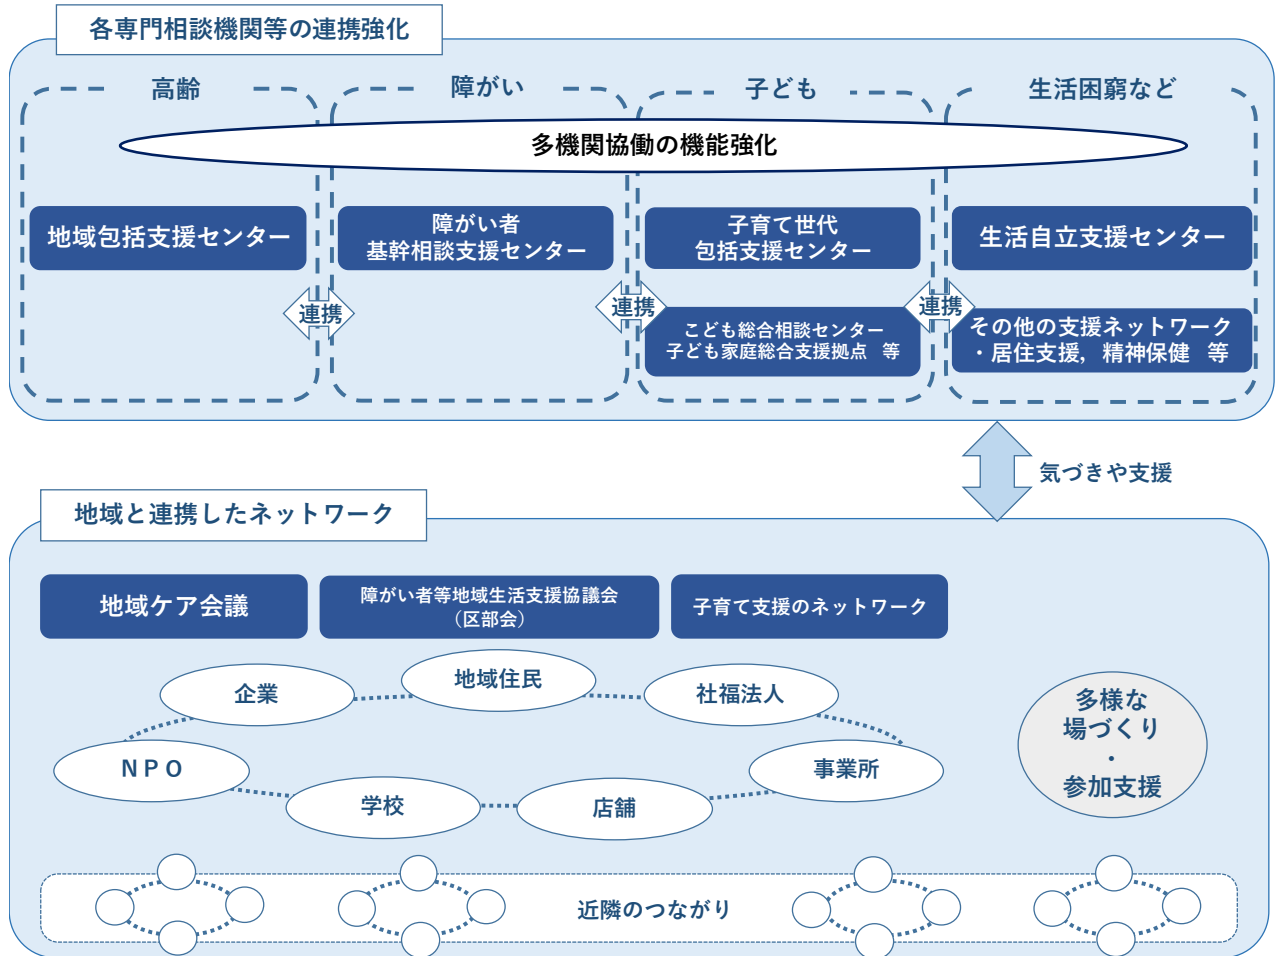 各専門相談機関等の連携強化
高齢
障がい
子ども
生活困窮など
多機関協働の機能強化
地域包括支援センター
障がい者
基幹相談支援センター
子育て世代
包括支援センター
生活自立支援センター
連携
連携
連携
こども総合相談センター
子ども家庭総合支援拠点 等
その他の支援ネットワーク
・居住支援，精神保健 等
気づきや支援
地域と連携したネットワーク
地域ケア会議
障がい者等地域生活支援協議会
（区部会）
子育て支援のネットワーク
企業
地域住民
社福法人
ＮＰＯ
学校
店舗
事業所
多様な
場づくり
・
参加支援
近隣のつながり